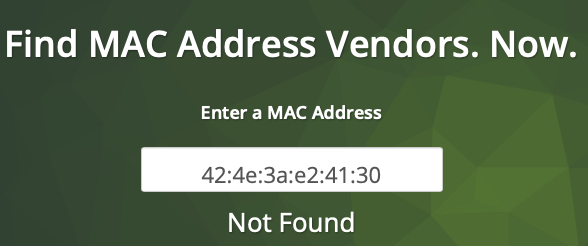 Find MAC Address Vendors. Now.
Enter a MAC Address
42:4e:3a:e2:41:30
Not Found